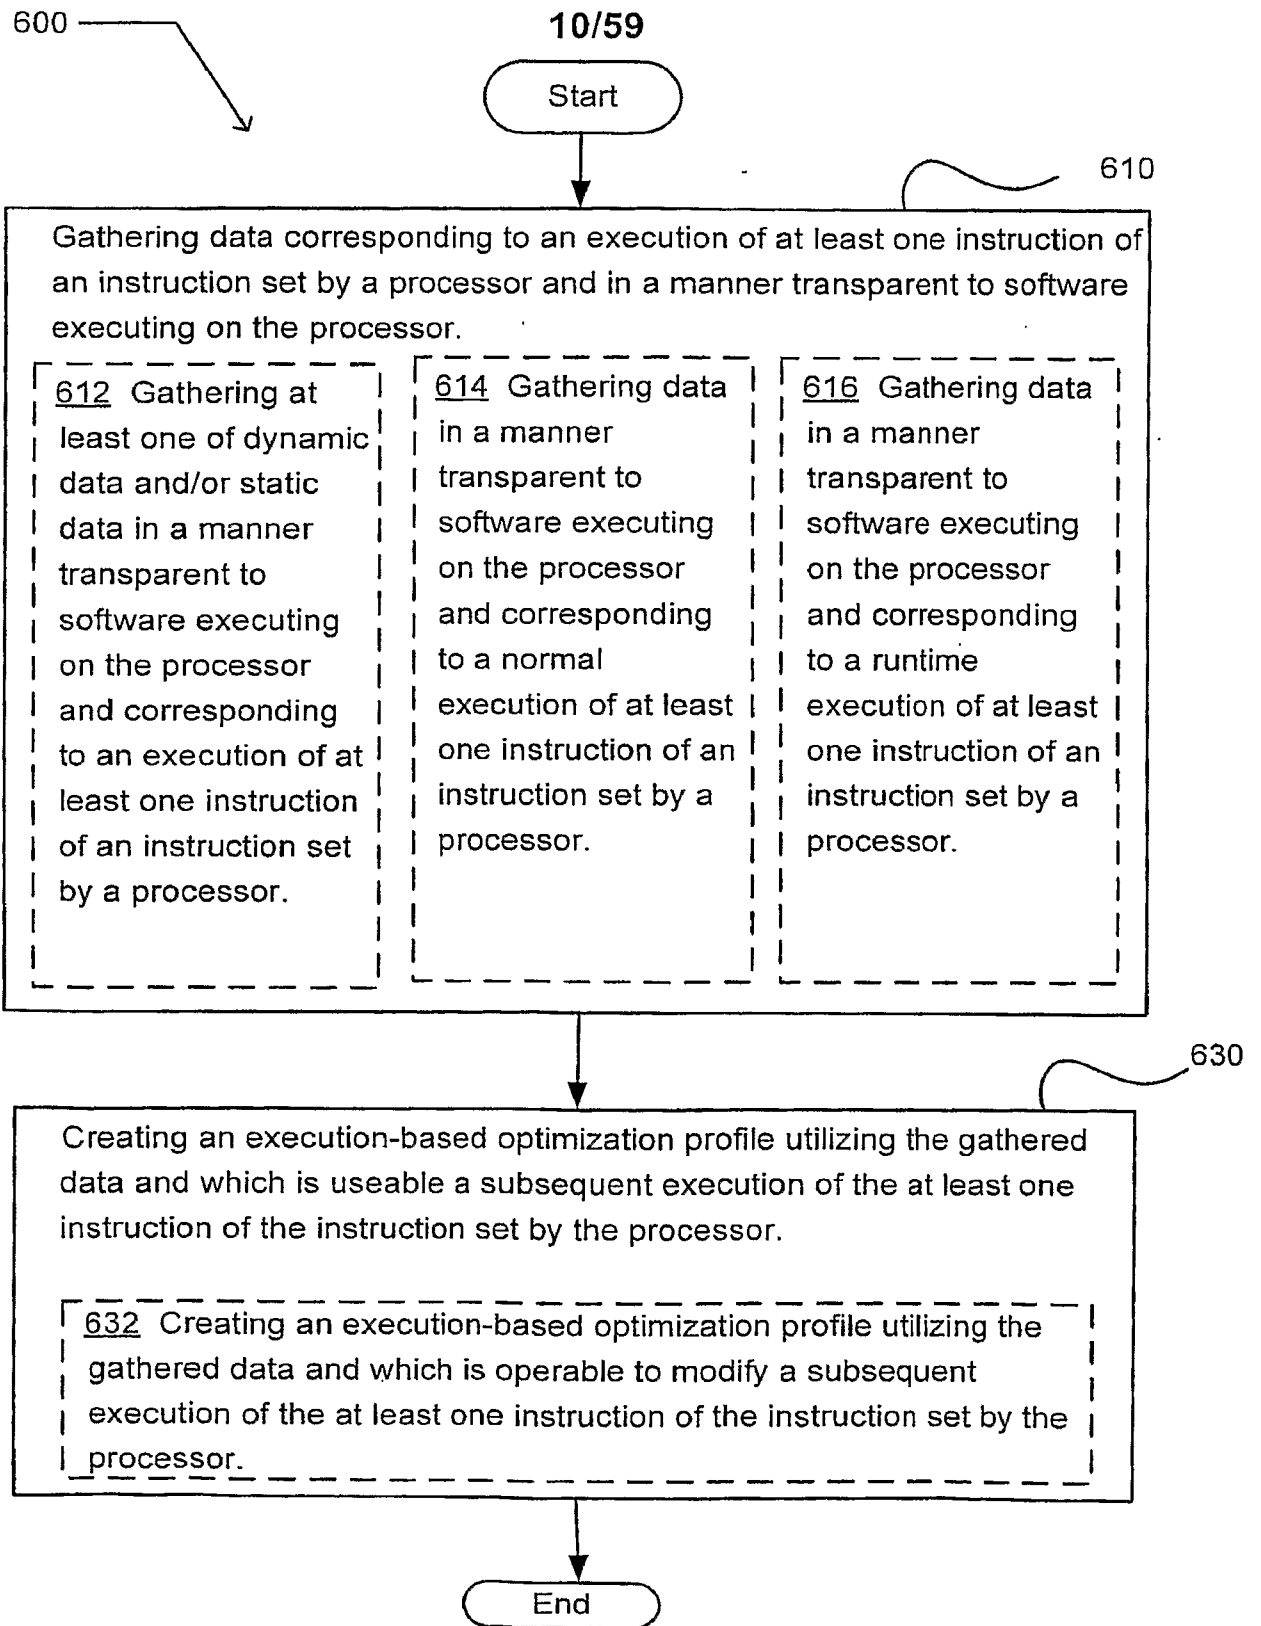 600
10/59
Start
610
Gathering data corresponding to an execution of at least one instruction of
an instruction set by a processor and in a manner transparent to software
executing on the processor.
612 Gathering at
least one of dynamic
data and/or static
data in a manner
transparent to
software executing
on the processor
and corresponding
to an execution of at
least one instruction
of an instruction set
by a processor.
614 Gathering data
in a manner
transparent to
software executing
on the processor
and corresponding
to a normal
execution of at least
one instruction of an
instruction set by a
processor.
616 Gathering data
in a manner
transparent to
software executing
on the processor
and corresponding
to a runtime
execution of at least
one instruction of an
instruction set by a
processor.
630
Creating an execution-based optimization profile utilizing the gathered
data and which is useable a subsequent execution of the at least one
instruction of the instruction set by the processor.
632 Creating an execution-based optimization profile utilizing the
gathered data and which is operable to modify a subsequent
execution of the at least one instruction of the instruction set by the
processor.
End